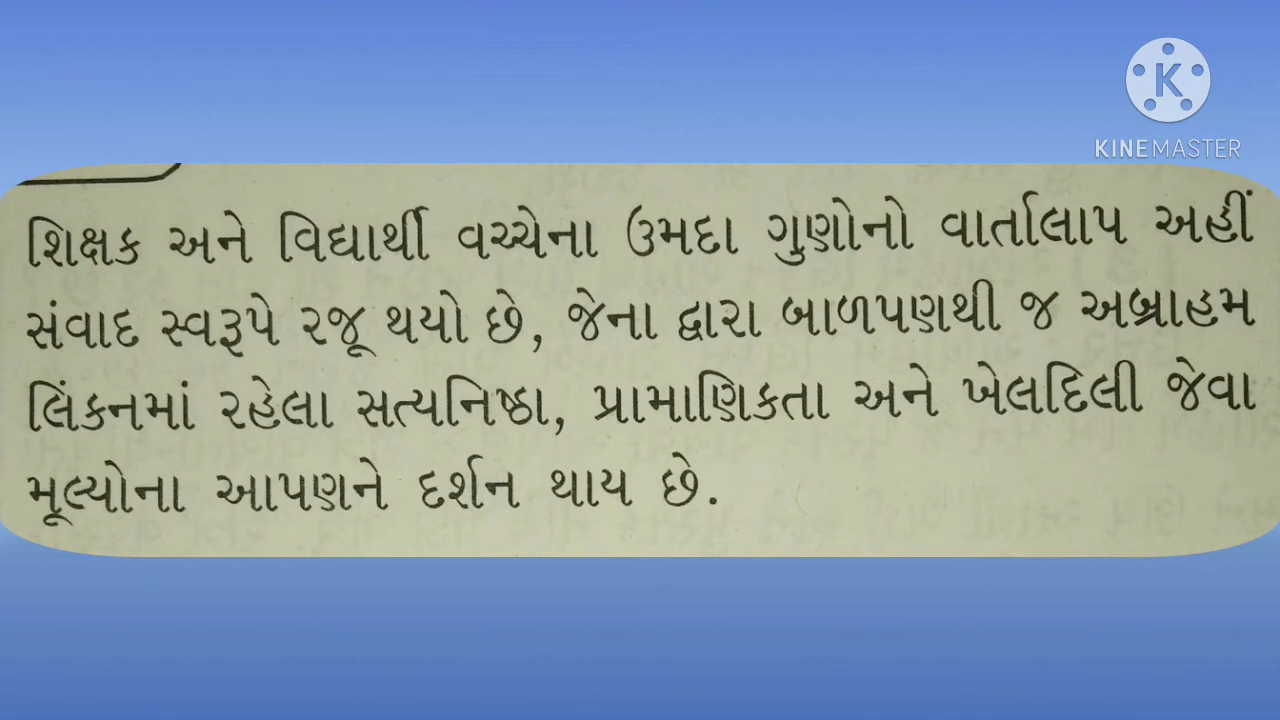 KINEMASTER
શિક્ષક અને વિદ્યાર્થી વચ્ચેના ઉમદા ગુણોનો વાર્તાલાપ અહીં
સંવાદ સ્વરૂપે રજૂ થયો છે, જેના દ્વારા બાળપણથી જ અબ્રાહમ
લિંકનમાં રહેલા સત્યનિષ્ઠા, પ્રામાણિકતા અને ખેલદિલી જેવા
મૂલ્યોના આપણને દર્શન થાય છે.